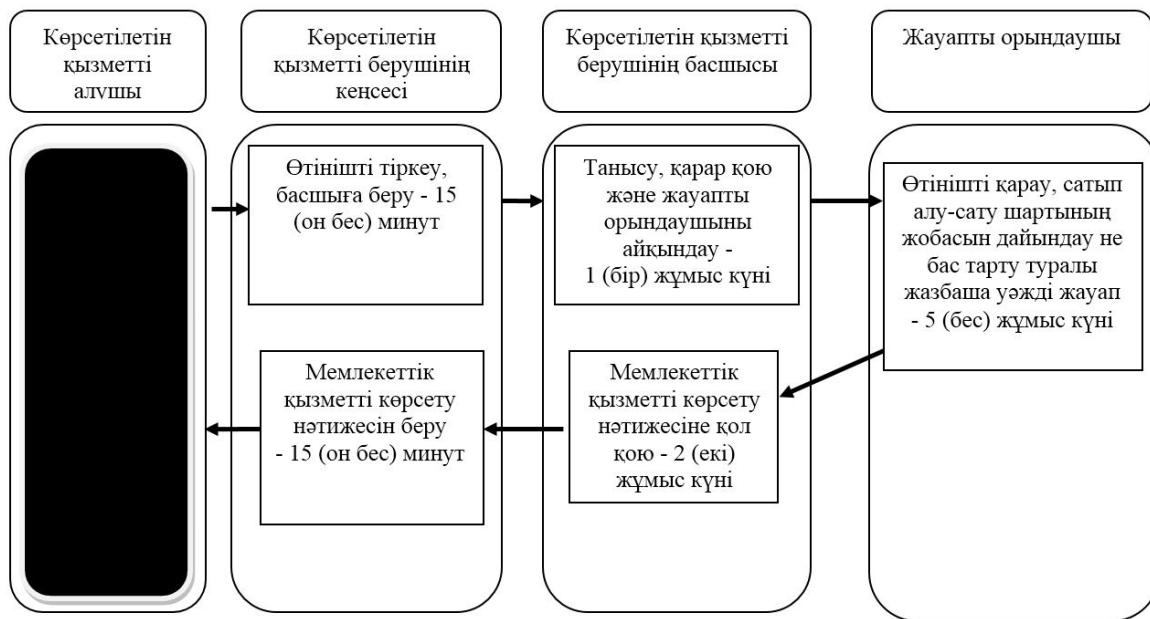 Көрсетілетін
қызметті
алушы
Көрсетілетін
қызметті берушінің
кеңсесі
Көрсетілетін қызметті
берушінің басшысы
Жауапты орындаушы
Өтінішті тіркеу,
басшыға беру - 15
(он бес) минут
Танысу, қарар қою
және жауапты
орындаушыны
айқындау -
1 (бір) жұмыс күні
Өтінішті қарау, сатып
алу-сату шартының
жобасын дайындау не
бас тарту туралы
жазбаша уәжді жауап
- 5 (бес) жұмыс күні
Мемлекеттік
қызметті көрсету
нәтижесіне қол
қою - 2 (екі)
жұмыс күні
Мемлекеттік
қызметті көрсету
нәтижесін беру
- 15 (он бес) минут